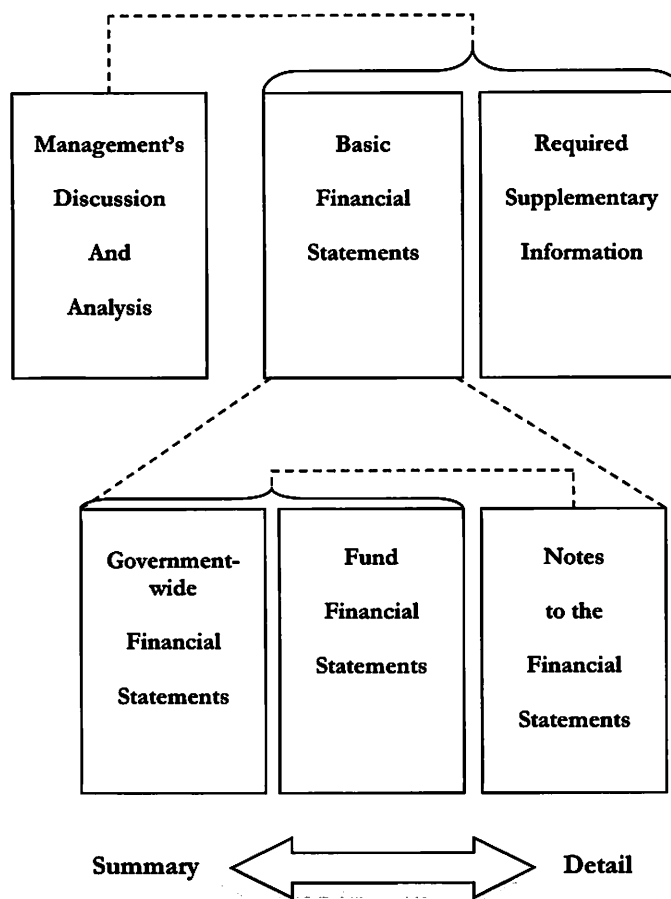 Management's
Discussion
And
Analysis
Basic
Financial
Statements
Required
Supplementary
Information
Government-
wide
Financial
Statements
Fund
Financial
Statements
Notes
to the
Financial
Statements
Summary
Detail